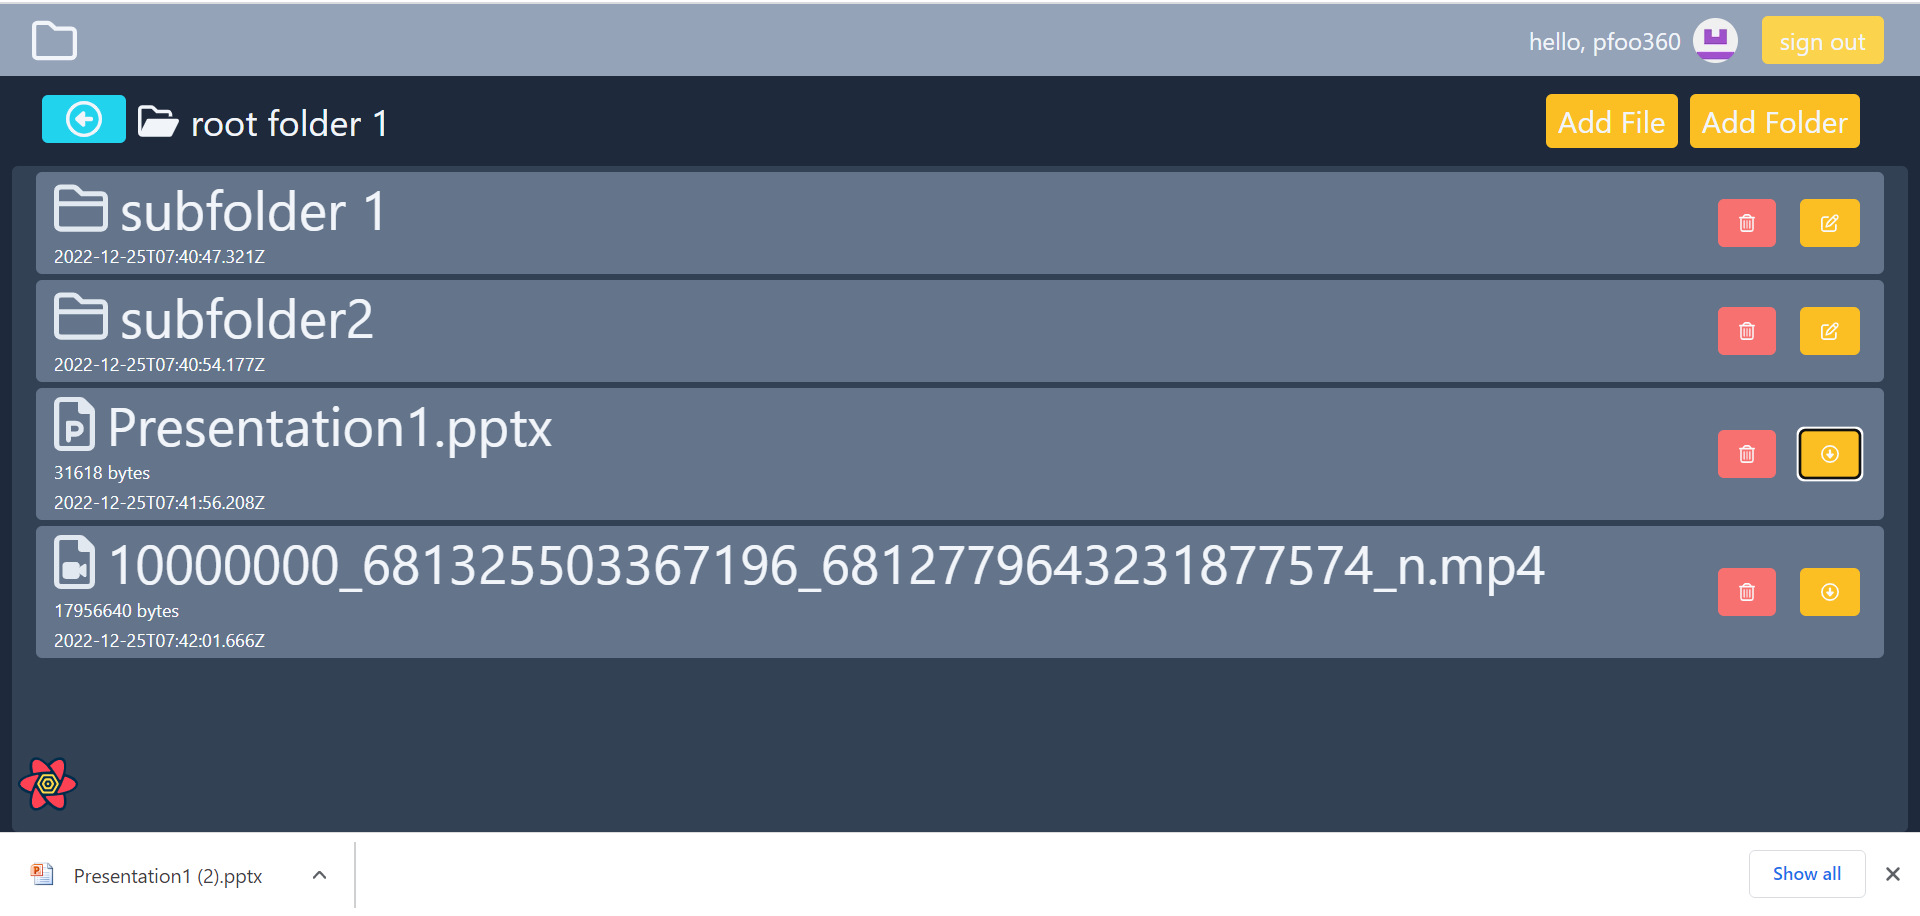 hello, pfoo360
sign out
root folder 1
Add File
Add Folder
subfolder 1
2022-12-25T07:40:47.321Z
subfolder2
2022-12-25T07:40:54.177Z
Presentation1.pptx
31618 bytes
2022-12-25T07:41:56.208Z
10000000_681325503367196_6812779643231877574_n.mp4
17956640 bytes
2022-12-25T07:42:01.666Z
Presentation1 (2).pptx
Show all